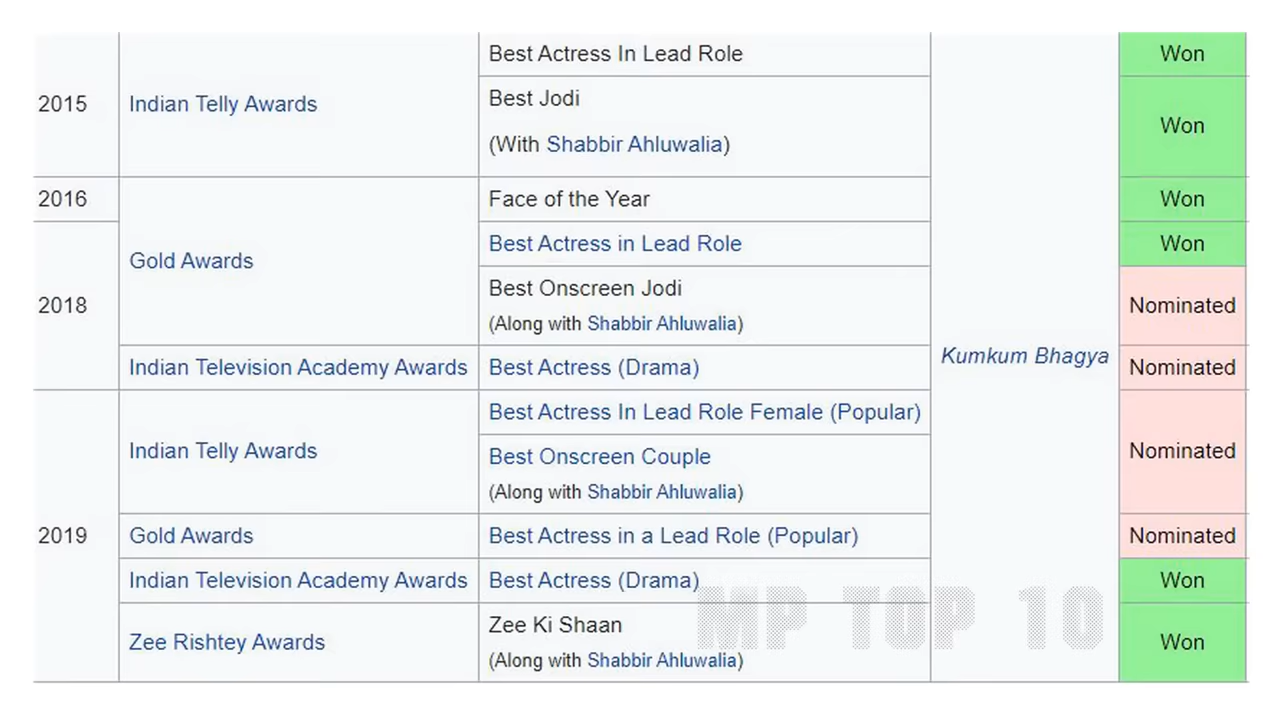 Best Actress In Lead Role
Won
2015
Indian Telly Awards
Best Jodi
(With Shabbir Ahluwalia)
Won
2016
Face of the Year
Won
Gold Awards
Best Actress in Lead Role
Won
2018
Best Onscreen Jodi
(Along with Shabbir Ahluwalia)
Nominated
Indian Television Academy Awards
Best Actress (Drama)
Kumkum Bhagya
Nominated
2019
Indian Telly Awards
Best Actress In Lead Role Female (Popular)
Best Onscreen Couple
(Along with Shabbir Ahluwalia)
Nominated
Gold Awards
Best Actress in a Lead Role (Popular)
Nominated
Indian Television Academy Awards
Best Actress (Drama)
Won
Zee Rishtey Awards
Zee Ki Shaan
(Along with Shabbir Ahluwalia)
Won
MP TOP 10